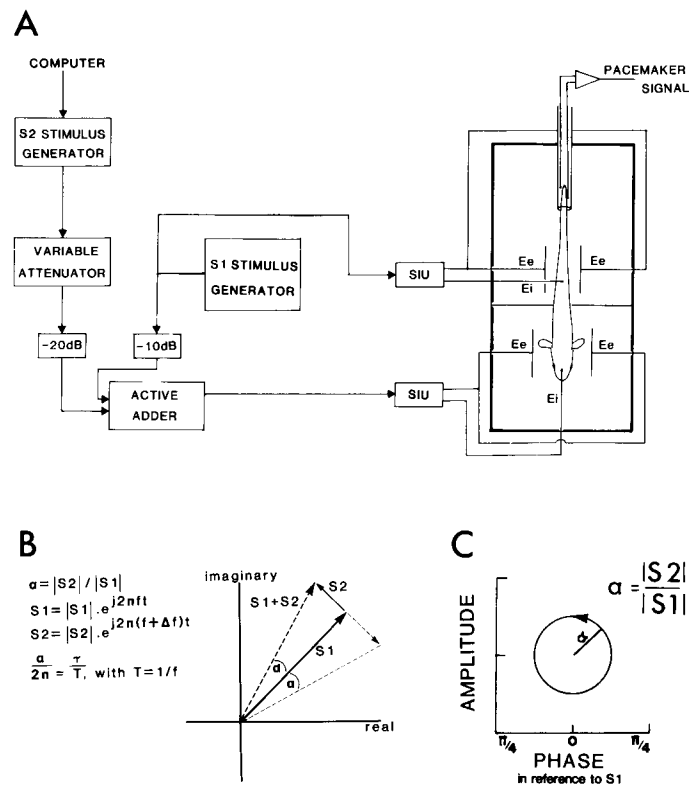 A
COMPUTER
S2 STIMULUS
GENERATOR
VARIABLE
ATTENUATOR
-20dB
-10dB
S1 STIMULUS
GENERATOR
ACTIVE
ADDER
SIU
SIU
PACEMAKER
SIGNAL
Ee
Ee
Ei
Ee
Ee
Ei
B
α=|S2|/|S1|
S1=|S1|.e^j2πft
S2=|S2|.e^j2π(f+Δf)t
α/2π = τ/T, with T=1/f
imaginary
S1+S2
S2
S1
α
α
real
C
α = |S2|/|S1|
AMPLITUDE
α
π/4
0
π/4
PHASE
in reference to S1